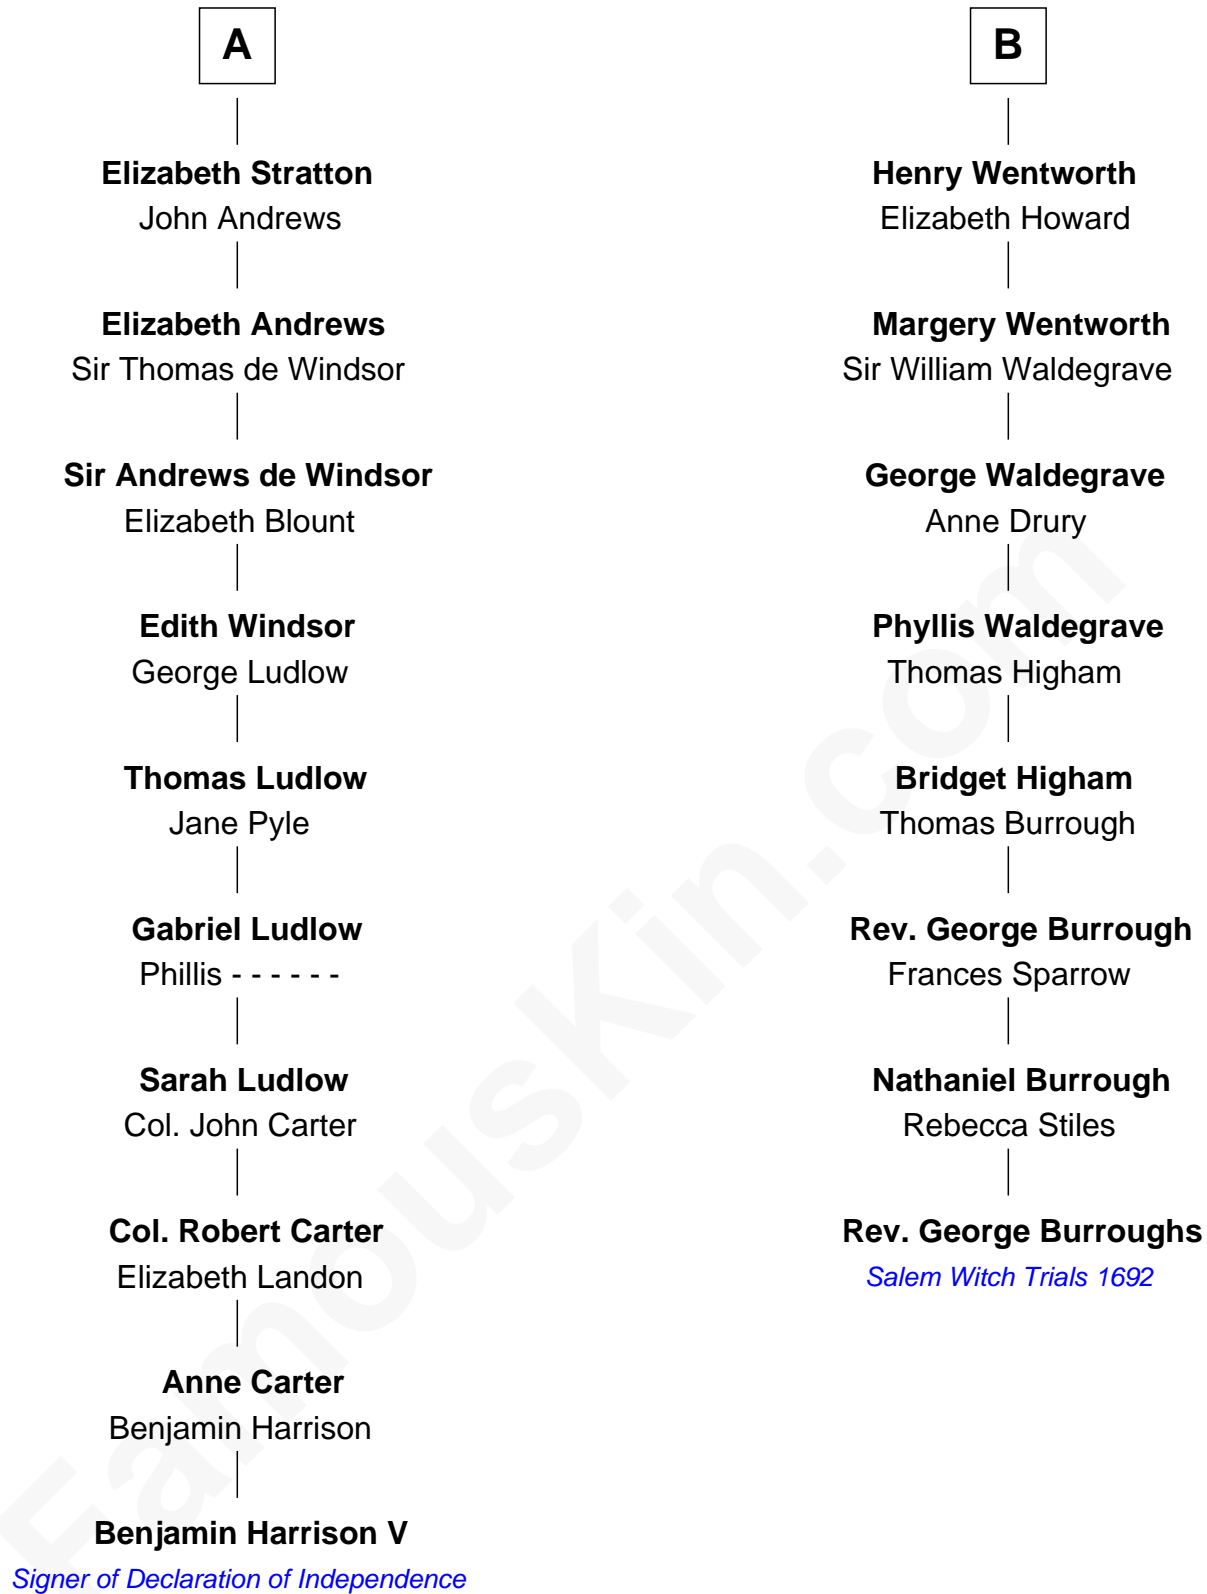 A
Elizabeth Stratton
John Andrews
Elizabeth Andrews
Sir Thomas de Windsor
Sir Andrews de Windsor
Elizabeth Blount
Edith Windsor
George Ludlow
Thomas Ludlow
Jane Pyle
Gabriel Ludlow
Phillis - - - - - -
Sarah Ludlow
Col. John Carter
Col. Robert Carter
Elizabeth Landon
Anne Carter
Benjamin Harrison
Benjamin Harrison V
Signer of Declaration of Independence
B
Henry Wentworth
Elizabeth Howard
Margery Wentworth
Sir William Waldegrave
George Waldegrave
Anne Drury
Phyllis Waldegrave
Thomas Higham
Bridget Higham
Thomas Burrough
Rev. George Burrough
Frances Sparrow
Nathaniel Burrough
Rebecca Stiles
Rev. George Burroughs
Salem Witch Trials 1692
FamousKin.com